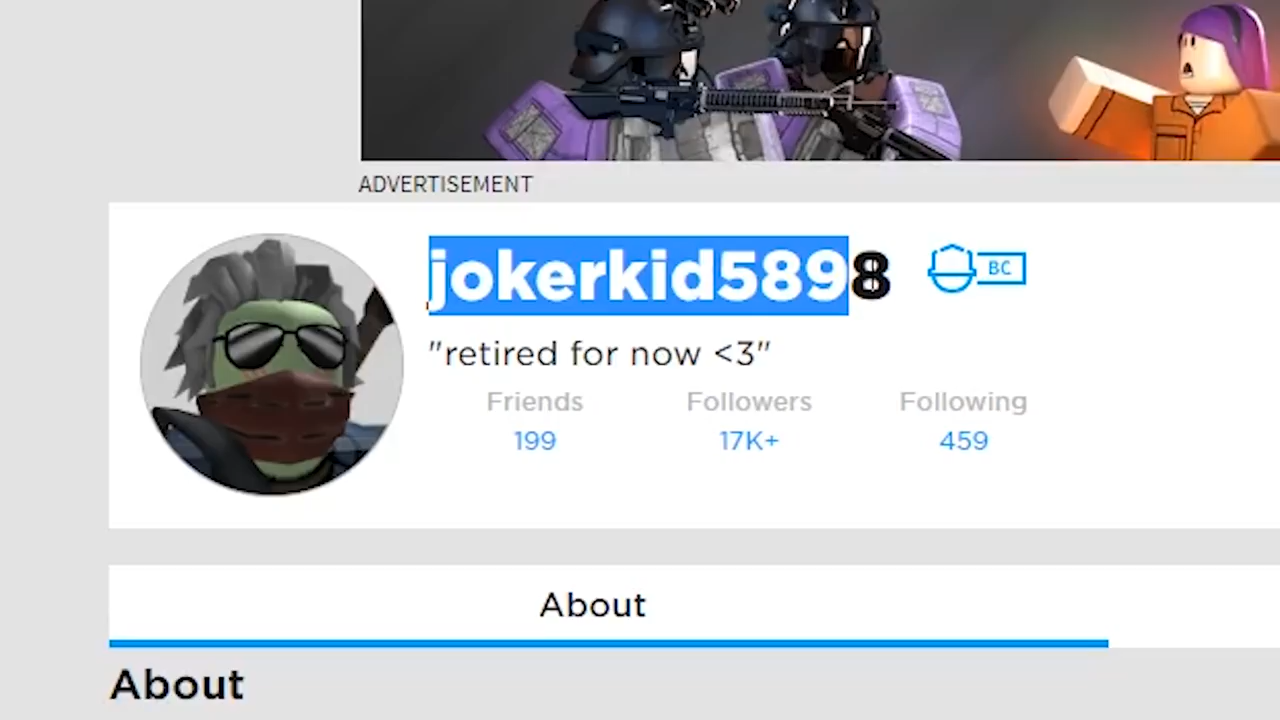 ADVERTISEMENT
jokerkid5898
BC
"retired for now <3"
Friends Followers Following
199 17K+ 459
About
About